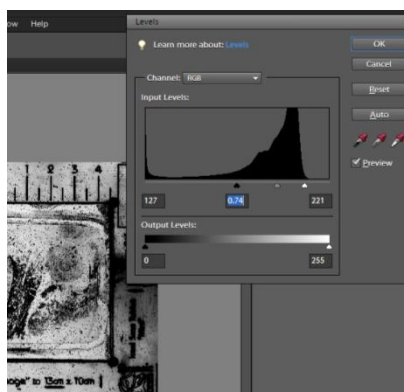 ow Help
Levels
Learn more about: Levels
OK
Cancel
Channel: RGB
Reset
Input Levels:
Auto
Preview
127 0.74 221
Output Levels:
0 255
1 2 3 4
age" to 13cm x 10cm